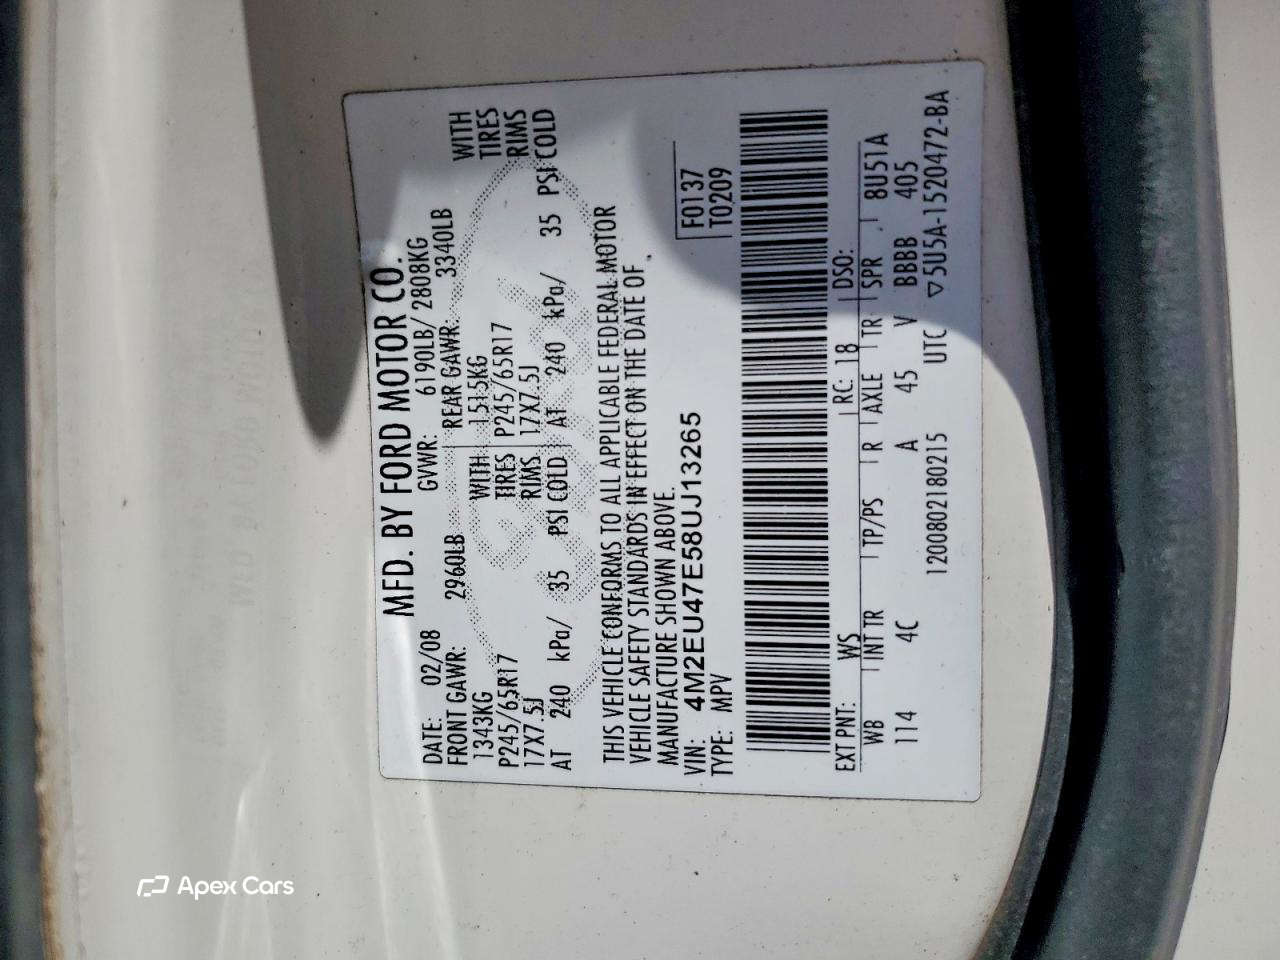 MFD. BY FORD MOTOR CO.
DATE: 02/08 GVWR: 6190LB/ 2808KG
FRONT GAWR: 2960LB REAR GAWR: 3340LB
1343KG WITH 1515KG WITH
P245/65R17 TIRES P245/65R17 TIRES
17X7.5J RIMS 17X7.5J RIMS
AT 240 kPa/ 35 PSI COLD AT 240 kPa/ 35 PSI COLD
THIS VEHICLE CONFORMS TO ALL APPLICABLE FEDERAL MOTOR
VEHICLE SAFETY STANDARDS IN EFFECT ON THE DATE OF
MANUFACTURE SHOWN ABOVE.
VIN: 4M2EU47E58UJ13265 F0137
TYPE: MPV T0209
EXT PNT: WS RC: 18 DSO:
WB INT TR TP/PS R AXLE TR SPR 8U51A
114 4C A 45 V BBBB 405
12008021802​15 UTC ▽5U5A-1520472-BA
Apex Cars